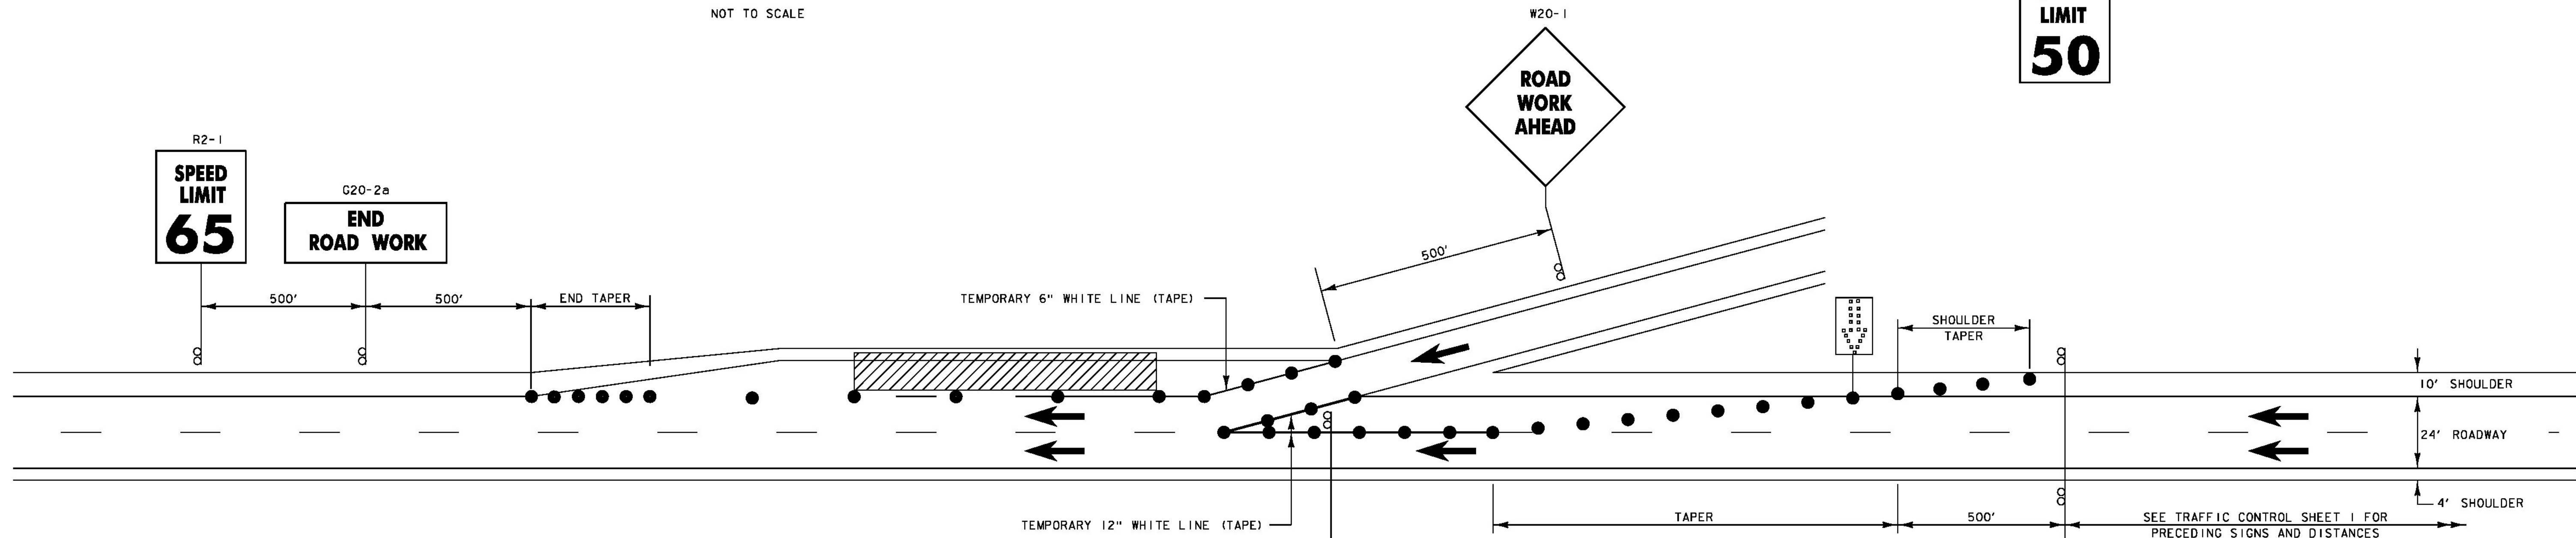 NOT TO SCALE
W20-1
LIMIT
50
ROAD
WORK
AHEAD
R2-1
SPEED
LIMIT
65
G20-2a
END
ROAD WORK
500'
500'
500'
END TAPER
TEMPORARY 6" WHITE LINE (TAPE)
SHOULDER
TAPER
10' SHOULDER
24' ROADWAY
4' SHOULDER
TEMPORARY 12" WHITE LINE (TAPE)
TAPER
500'
SEE TRAFFIC CONTROL SHEET 1 FOR
PRECEDING SIGNS AND DISTANCES